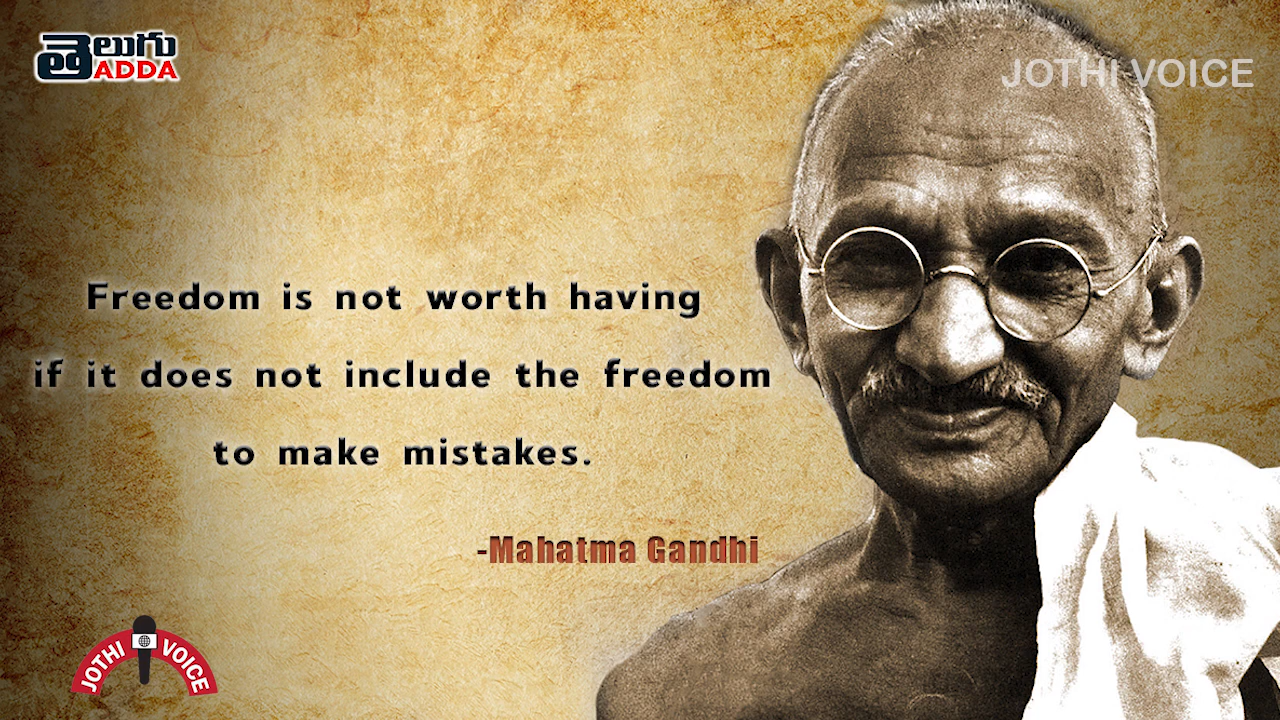 తెలుగు
ADDA
JOTHI VOICE
Freedom is not worth having
if it does not include the freedom
to make mistakes.
-Mahatma Gandhi
JOTHI VOICE